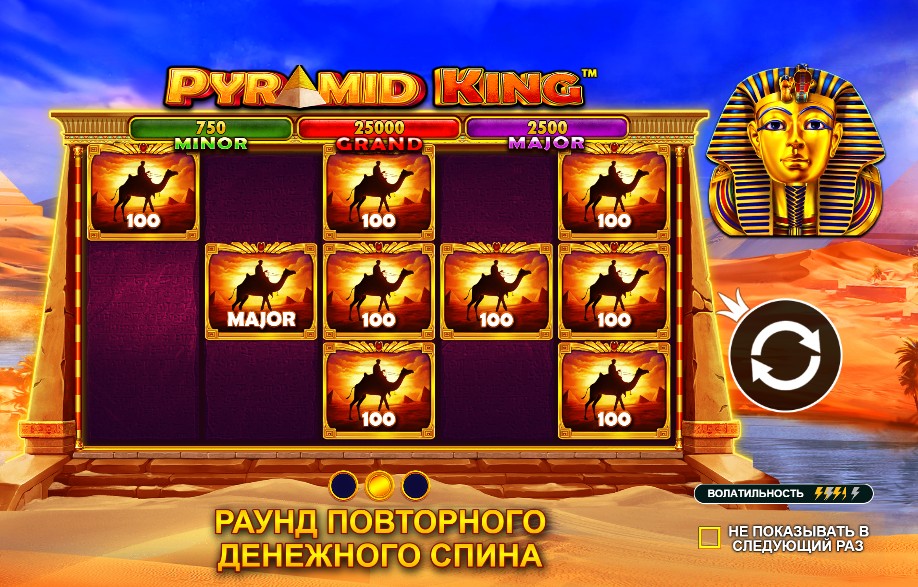 PYRAMID KING™
750 25000 2500
MINOR GRAND MAJOR
100 100 100
MAJOR 100 100 100
100 100
ВОЛАТИЛЬНОСТЬ
РАУНД ПОВТОРНОГО
ДЕНЕЖНОГО СПИНА
НЕ ПОКАЗЫВАТЬ В
СЛЕДУЮЩИЙ РАЗ